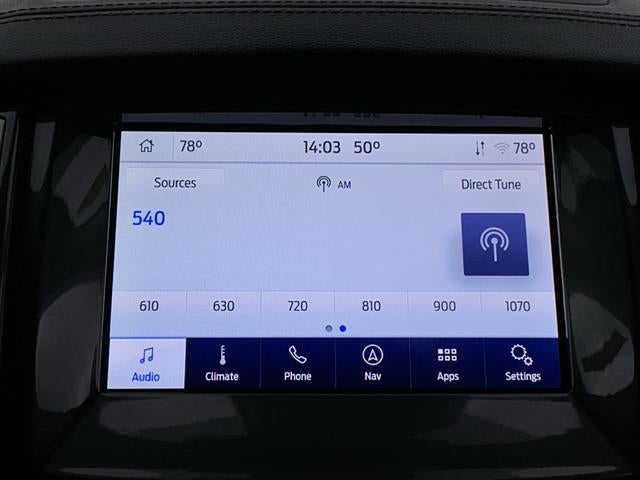 78° 14:03 50° 78°
Sources AM Direct Tune
540
610 630 720 810 900 1070
Audio Climate Phone Nav Apps Settings